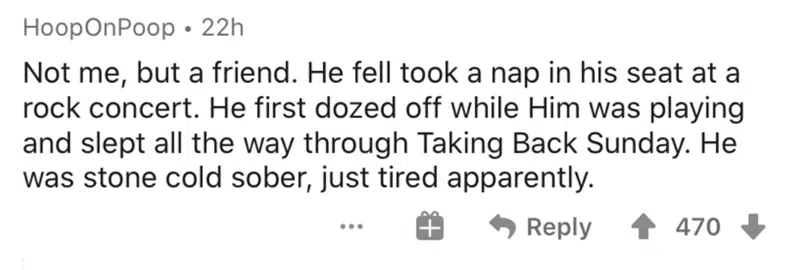 HoopOnPoop • 22h
Not me, but a friend. He fell took a nap in his seat at a
rock concert. He first dozed off while Him was playing
and slept all the way through Taking Back Sunday. He
was stone cold sober, just tired apparently.
... Reply 470